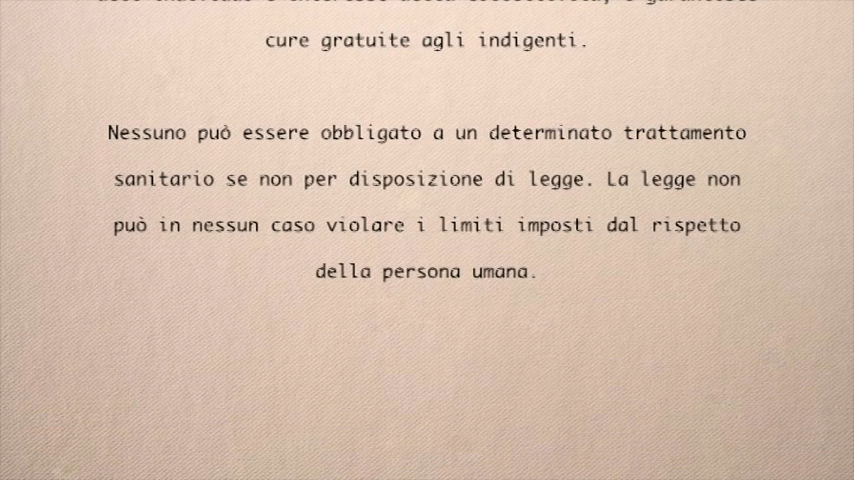 cure gratuite agli indigenti.
Nessuno può essere obbligato a un determinato trattamento
sanitario se non per disposizione di legge. La legge non
può in nessun caso violare i limiti imposti dal rispetto
della persona umana.